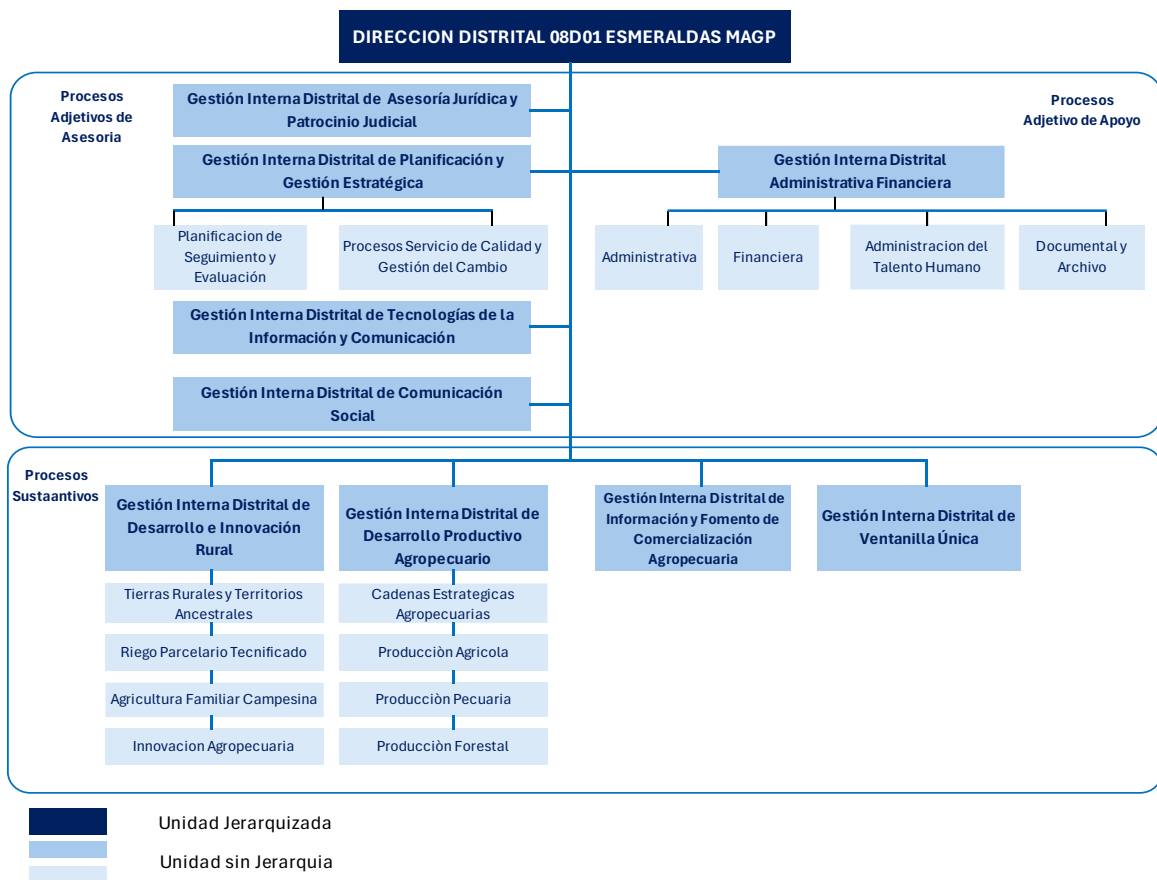 DIRECCION DISTRITAL 08D01 ESMERALDAS MAGP
Procesos
Adjetivos de
Asesoria
Gestión Interna Distrital de Asesoría Jurídica y
Patrocinio Judicial
Procesos
Adjetivo de Apoyo
Gestión Interna Distrital de Planificación y
Gestión Estratégica
Gestión Interna Distrital
Administrativa Financiera
Planificacion de
Seguimiento y
Evaluación
Procesos Servicio de Calidad y
Gestión del Cambio
Administrativa
Financiera
Administracion del
Talento Humano
Documental y
Archivo
Gestión Interna Distrital de Tecnologías de la
Información y Comunicación
Gestión Interna Distrital de Comunicación
Social
Procesos
Sustaantivos
Gestión Interna Distrital de
Desarrollo e Innovación
Rural
Gestión Interna Distrital de
Desarrollo Productivo
Agropecuario
Gestión Interna Distrital de
Información y Fomento de
Comercialización
Agropecuaria
Gestión Interna Distrital de
Ventanilla Única
Tierras Rurales y Territorios
Ancestrales
Cadenas Estrategicas
Agropecuarias
Riego Parcelario Tecnificado
Producciòn Agricola
Agricultura Familiar Campesina
Producciòn Pecuaria
Innovacion Agropecuaria
Producciòn Forestal
Unidad Jerarquizada
Unidad sin Jerarquia